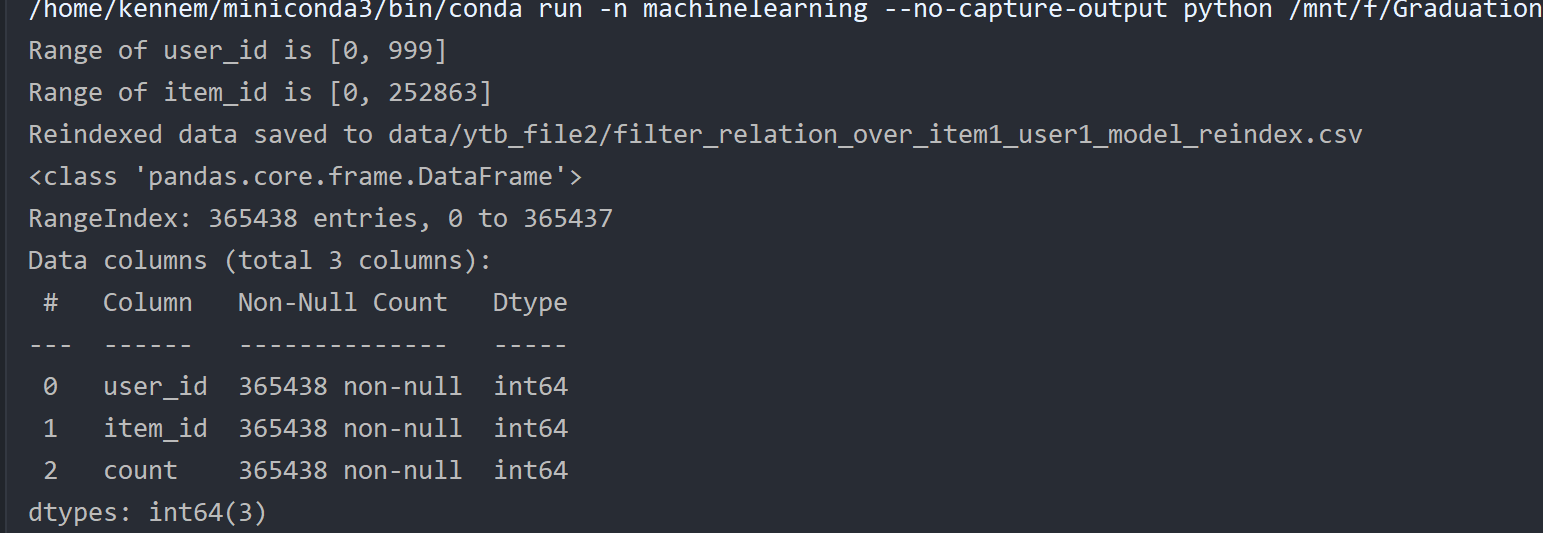 /home/kennem/miniconda3/bin/conda run -n machinelearning --no-capture-output python /mnt/f/Graduation
Range of user_id is [0, 999]
Range of item_id is [0, 252863]
Reindexed data saved to data/ytb_file2/filter_relation_over_item1_user1_model_reindex.csv
<class 'pandas.core.frame.DataFrame'>
RangeIndex: 365438 entries, 0 to 365437
Data columns (total 3 columns):
 #   Column   Non-Null Count   Dtype
---  ------   --------------   -----
 0   user_id  365438 non-null  int64
 1   item_id  365438 non-null  int64
 2   count    365438 non-null  int64
dtypes: int64(3)